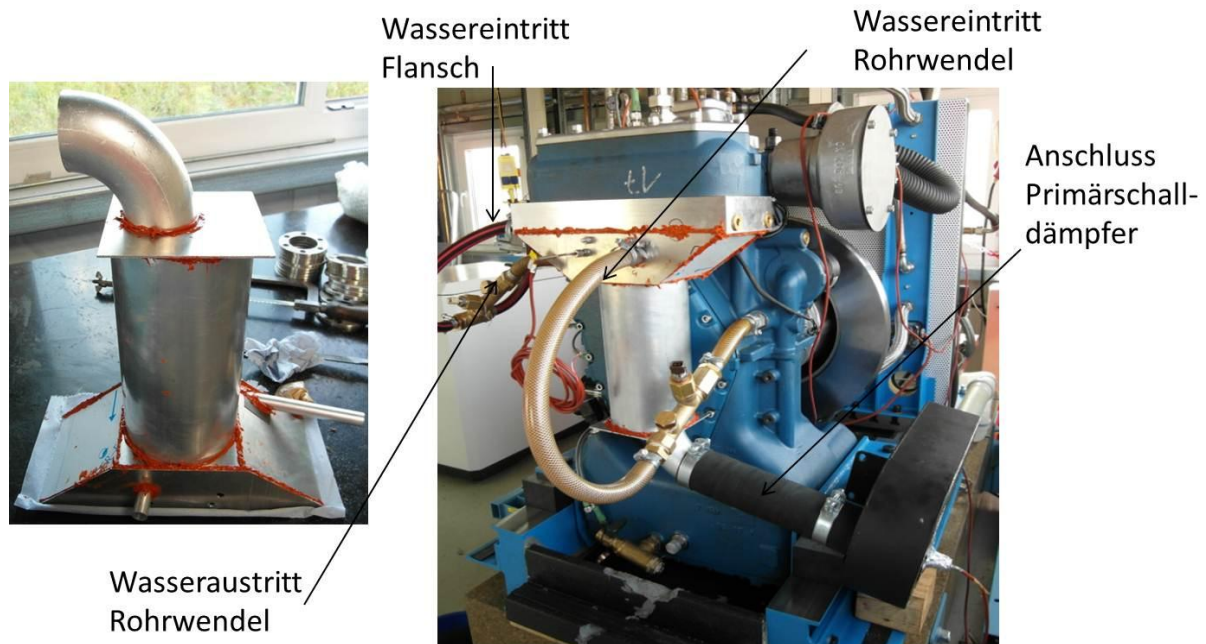 Wassereintritt
Flansch
Wassereintritt
Rohrwendel
Anschluss
Primärschall-
dämpfer
Wasseraustritt
Rohrwendel